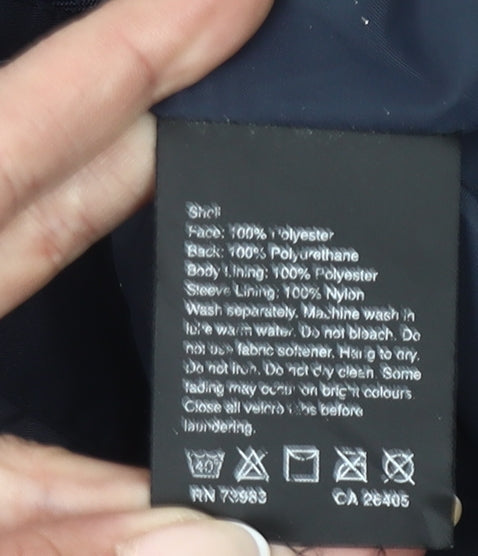 Shell
Face: 100% Polyester
Back: 100% Polyurethane
Body Lining: 100% Polyester
Sleeve Lining: 100% Nylon
Wash separately. Machine wash in
luke warm water. Do not bleach. Do
not use fabric softener. Hang to dry.
Do not iron. Do not dry clean. Some
fading may occur on bright colours
Close all velcro tabs before
laundering.
40°
RN 73983 CA 26405